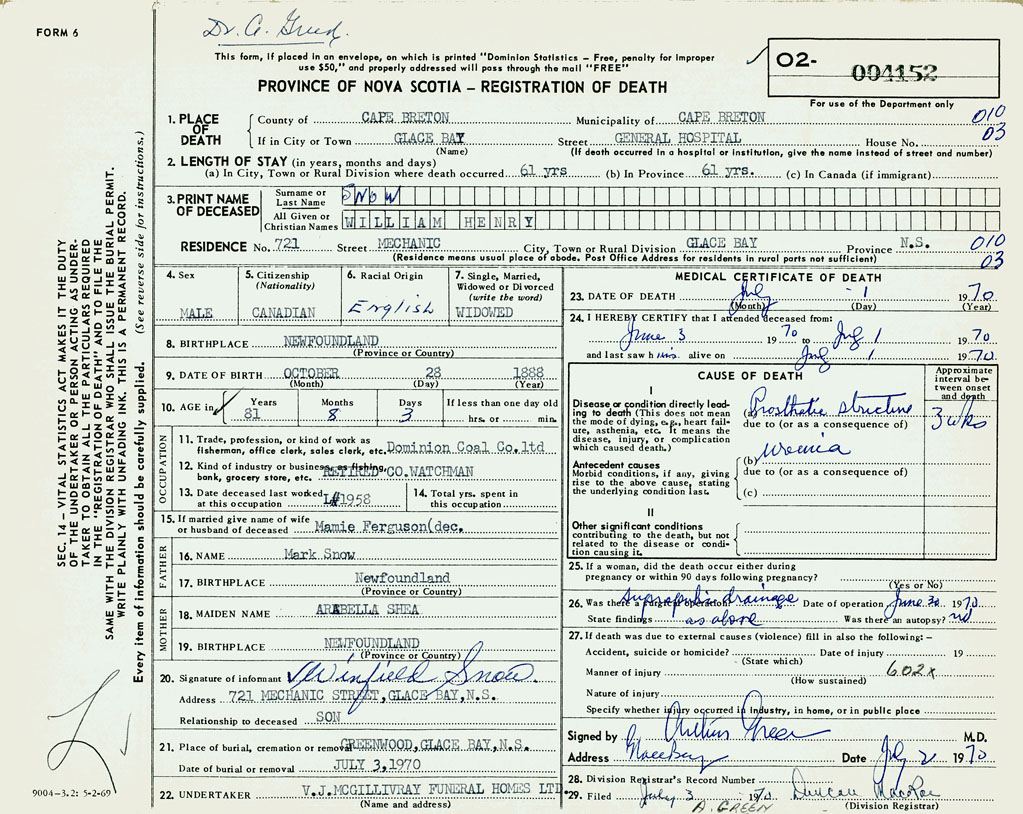 FORM 6
Dr. A. Green.
This form, if placed in an envelope, on which is printed "Dominion Statistics – Free, penalty for improper
use $50," and properly addressed will pass through the mail "FREE"
02- 004152
For use of the Department only
PROVINCE OF NOVA SCOTIA – REGISTRATION OF DEATH
1. PLACE OF DEATH
County of CAPE BRETON Municipality of CAPE BRETON 010
If in City or Town GLACE BAY Street GENERAL HOSPITAL House No. 03
(Name) (If death occurred in a hospital or institution, give the name instead of street and number)
2. LENGTH OF STAY (in years, months and days)
(a) In City, Town or Rural Division where death occurred 61 yrs (b) In Province 61 yrs. (c) In Canada (if immigrant)
3. PRINT NAME OF DECEASED
Surname or Last Name SNOW
All Given or Christian Names WILLIAM HENRY
RESIDENCE No. 721 Street MECHANIC City, Town or Rural Division GLACE BAY Province N.S. 010
(Residence means usual place of abode. Post Office Address for residents in rural parts not sufficient) 03
4. Sex
MALE
5. Citizenship
(Nationality)
CANADIAN
6. Racial Origin
English
7. Single, Married,
Widowed or Divorced
(write the word)
WIDOWED
8. BIRTHPLACE NEWFOUNDLAND
(Province or Country)
9. DATE OF BIRTH OCTOBER 28 1888
(Month) (Day) (Year)
10. AGE in Years Months Days If less than one day old
81 8 3 hrs. or min.
OCCUPATION
11. Trade, profession, or kind of work as
fisherman, office clerk, sales clerk, etc. Dominion Coal Co.ltd
12. Kind of industry or business, as fishing,
bank, grocery store, etc. RETIRED CO.WATCHMAN
13. Date deceased last worked
at this occupation 1958
14. Total yrs. spent in
this occupation
15. If married give name of wife
or husband of deceased Mamie Ferguson(dec.
FATHER
16. NAME Mark Snow
17. BIRTHPLACE Newfoundland
(Province or Country)
MOTHER
18. MAIDEN NAME ARABELLA SHEA
19. BIRTHPLACE NEWFOUNDLAND
(Province or Country)
20. Signature of informant Winfield Snow.
Address 721 MECHANIC STREET,GLACE BAY,N.S.
Relationship to deceased SON
21. Place of burial, cremation or removal GREENWOOD,GLACE BAY,N.S.
Date of burial or removal JULY 3,1970
22. UNDERTAKER V.J.MCGILLIVRAY FUNERAL HOMES LTD
(Name and address)
MEDICAL CERTIFICATE OF DEATH
23. DATE OF DEATH July 1 1970
(Month) (Day) (Year)
24. I HEREBY CERTIFY that I attended deceased from:
June 3 1970 to July 1 1970
and last saw him alive on July 1 1970.
CAUSE OF DEATH
Approximate
interval be-
tween onset
and death
I
Disease or condition directly lead-
ing to death (This does not mean
the mode of dying, e.g., heart fail-
ure, asthenia, etc. It means the
disease, injury, or complication
which caused death.)
(a) Prosthatic stricture 3 wks
due to (or as a consequence of)
(b) uremia
Antecedent causes
Morbid conditions, if any, giving
rise to the above cause, stating
the underlying condition last.
due to (or as a consequence of)
(c)
II
Other significant conditions
contributing to the death, but not
related to the disease or condi-
tion causing it.
25. If a woman, did the death occur either during
pregnancy or within 90 days following pregnancy?
(Yes or No)
26. Was there a surgical operation? Suprapubic drainage Date of operation June 30 1970
State findings as above Was there an autopsy? no
27. If death was due to external causes (violence) fill in also the following: –
Accident, suicide or homicide? Date of injury 19
(State which)
Manner of injury 602x
(How sustained)
Nature of injury
Specify whether injury occurred in industry, in home, or in public place
Signed by Arthur Green M.D.
Address Glace Bay Date July 2 1970
28. Division Registrar's Record Number
29. Filed July 3 1970 Duncan MacRae
A. GREEN (Division Registrar)
SEC. 14 – VITAL STATISTICS ACT MAKES IT THE DUTY
OF THE UNDERTAKER OR PERSON ACTING AS UNDER-
TAKER TO OBTAIN ALL THE PARTICULARS REQUIRED
IN THE "REGISTRATION OF DEATH" AND TO FILE THE
SAME WITH THE DIVISION REGISTRAR WHO SHALL ISSUE THE BURIAL PERMIT.
WRITE PLAINLY WITH UNFADING INK. THIS IS A PERMANENT RECORD.
Every item of information should be carefully supplied. (See reverse side for instructions.)
9004-3.2: 5-2-69